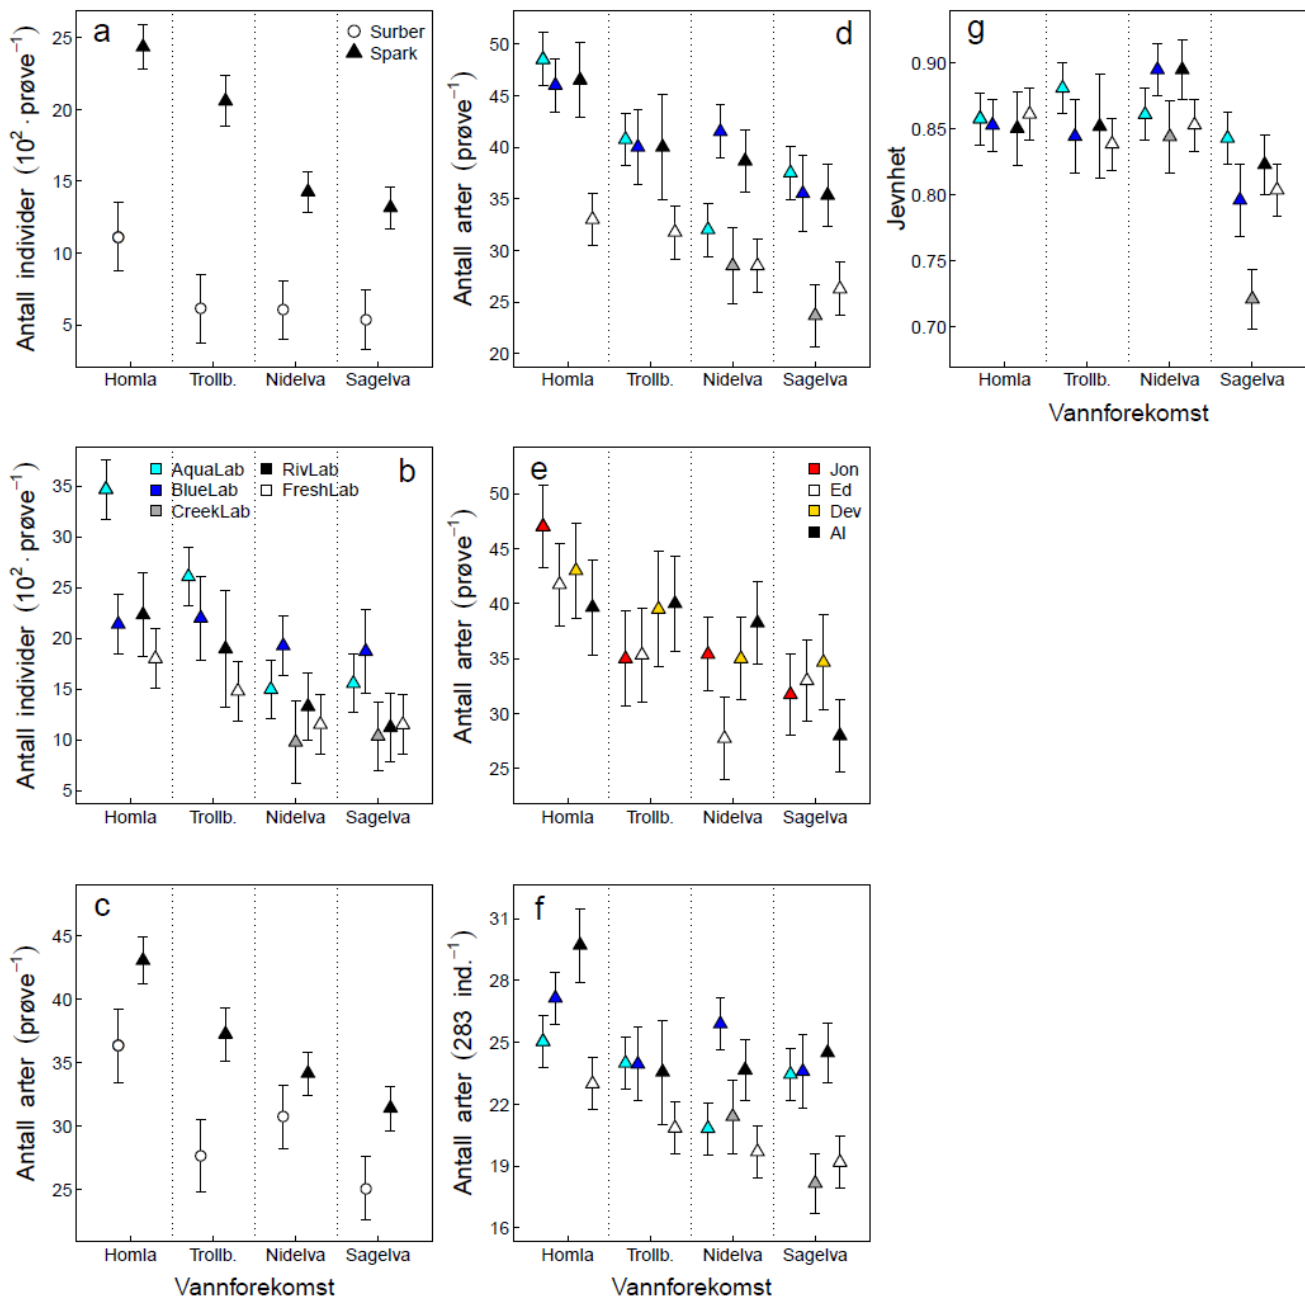 a
Surber
Spark
Antall individer (10² · prøve⁻¹)
25
20
15
10
5
Homla Trollb. Nidelva Sagelva
d
Antall arter (prøve⁻¹)
50
45
40
35
30
25
20
Homla Trollb. Nidelva Sagelva
g
Jevnhet
0.90
0.85
0.80
0.75
0.70
Homla Trollb. Nidelva Sagelva
Vannforekomst
b
AquaLab RivLab
BlueLab FreshLab
CreekLab
Antall individer (10² · prøve⁻¹)
35
30
25
20
15
10
5
Homla Trollb. Nidelva Sagelva
e
Jon
Ed
Dev
Al
Antall arter (prøve⁻¹)
50
45
40
35
30
25
Homla Trollb. Nidelva Sagelva
c
Antall arter (prøve⁻¹)
45
40
35
30
25
Homla Trollb. Nidelva Sagelva
Vannforekomst
f
Antall arter (283 ind.⁻¹)
31
28
25
22
19
16
Homla Trollb. Nidelva Sagelva
Vannforekomst